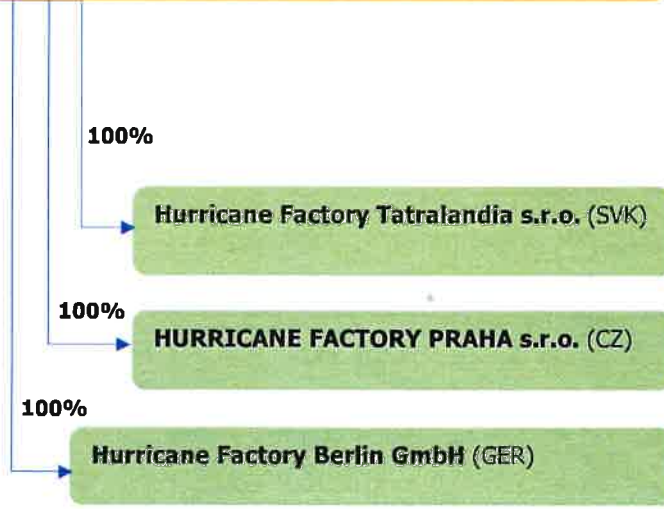 100%
Hurricane Factory Tatralandia s.r.o. (SVK)
100%
HURRICANE FACTORY PRAHA s.r.o. (CZ)
100%
Hurricane Factory Berlin GmbH (GER)